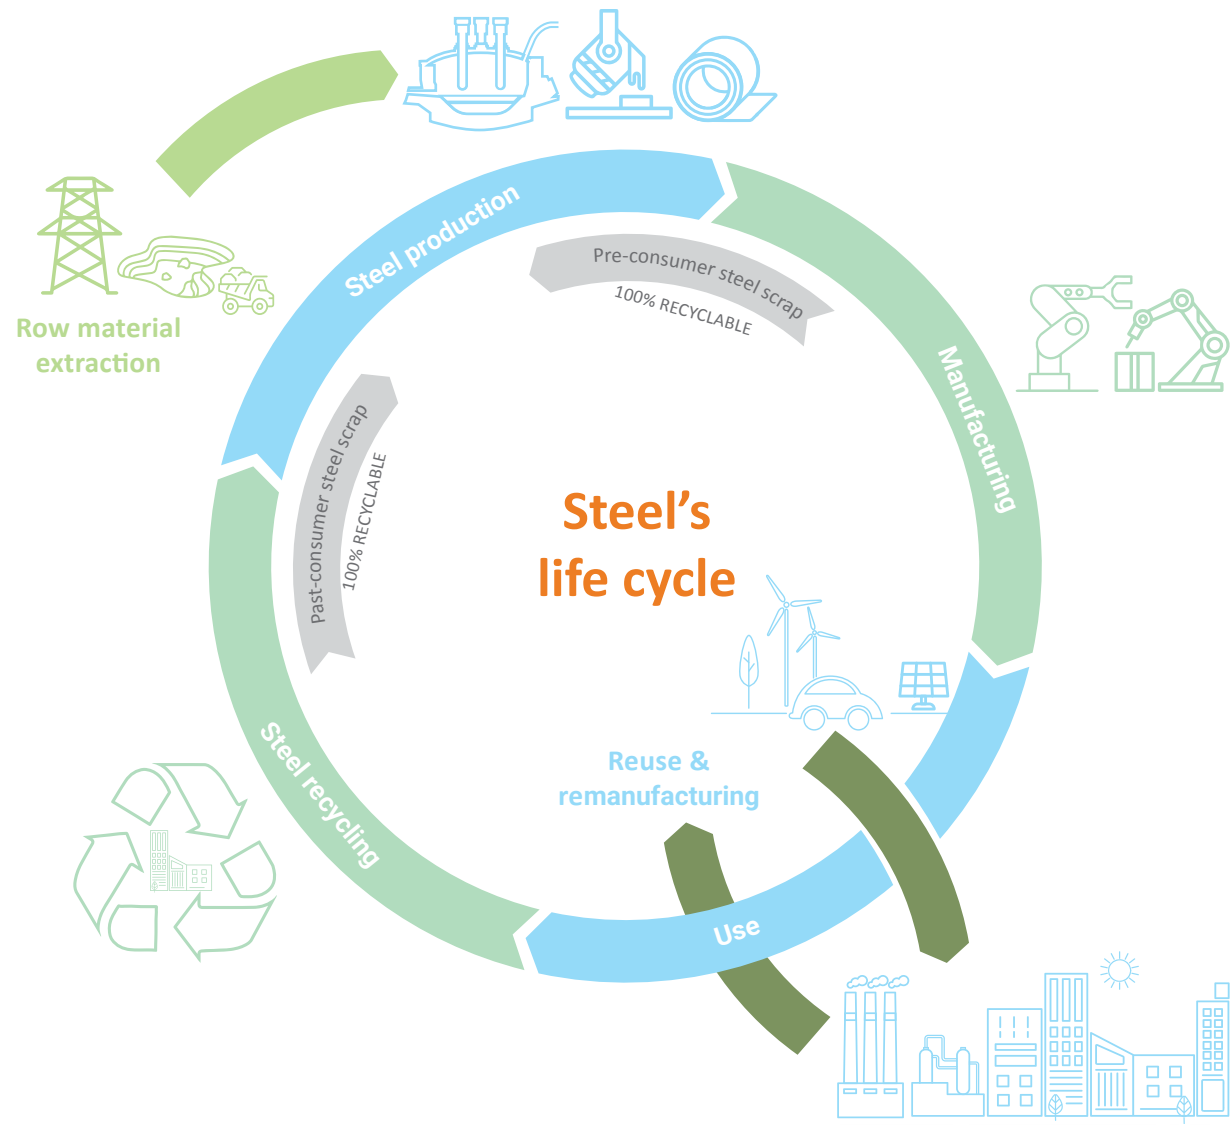 Steel production
Pre-consumer steel scrap
100% RECYCLABLE
Row material
extraction
Manufacturing
Past-consumer steel scrap
100% RECYCLABLE
Steel's
life cycle
Reuse &
remanufacturing
Steel recycling
Use